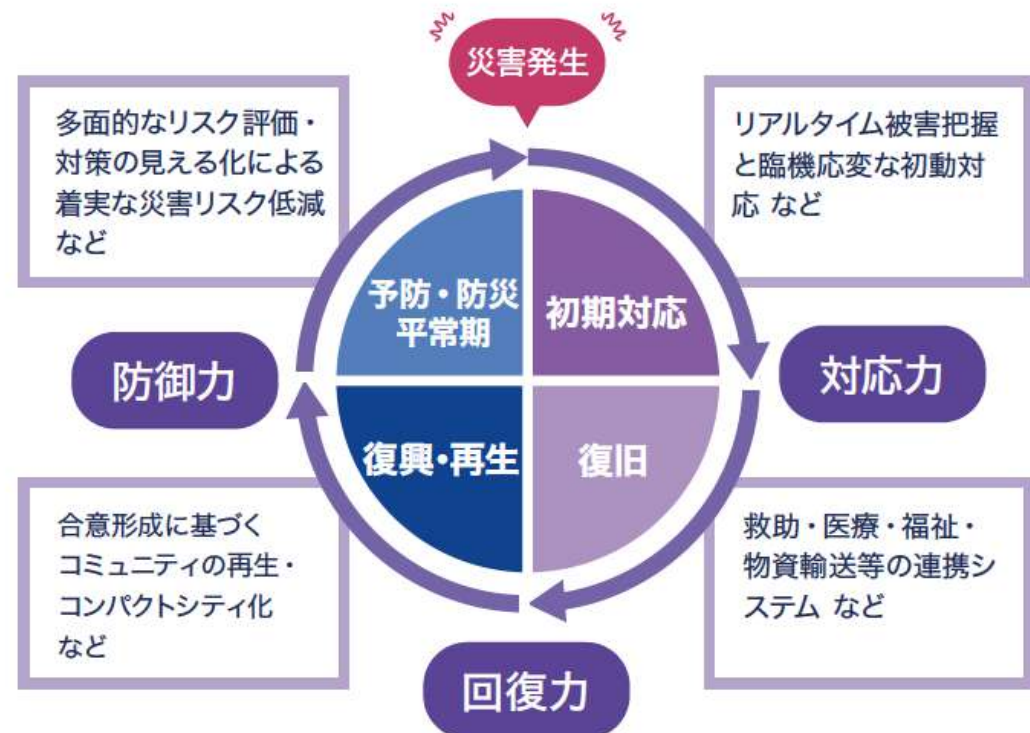 災害発生
多面的なリスク評価・
対策の見える化による
着実な災害リスク低減
など
リアルタイム被害把握
と臨機応変な初動対
応 など
予防・防災
平常期
初期対応
防御力
対応力
復興・再生
復旧
合意形成に基づく
コミュニティの再生・
コンパクトシティ化
など
救助・医療・福祉・
物資輸送等の連携シ
ステム など
回復力